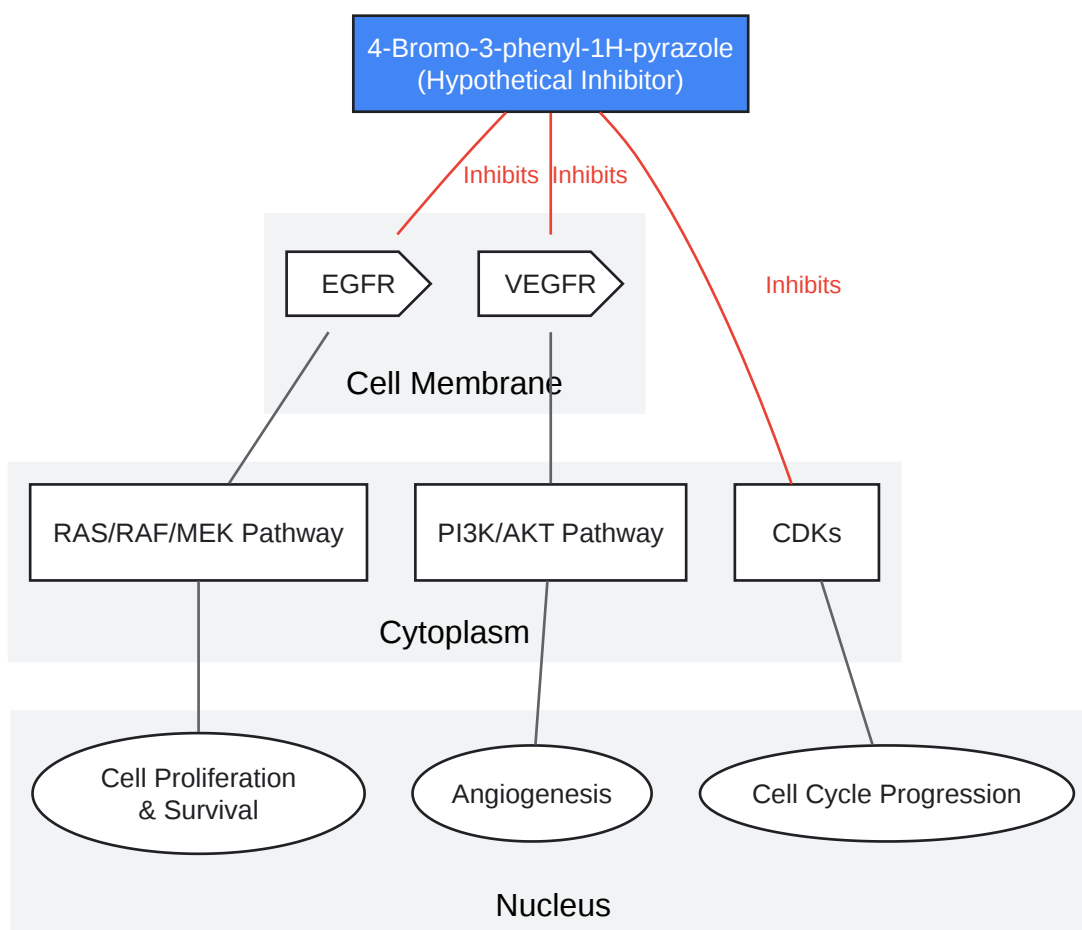 4-Bromo-3-phenyl-1H-pyrazole
(Hypothetical Inhibitor)
Inhibits
Inhibits
Inhibits
EGFR
VEGFR
Cell Membrane
RAS/RAF/MEK Pathway
PI3K/AKT Pathway
CDKs
Cytoplasm
Cell Proliferation
& Survival
Angiogenesis
Cell Cycle Progression
Nucleus